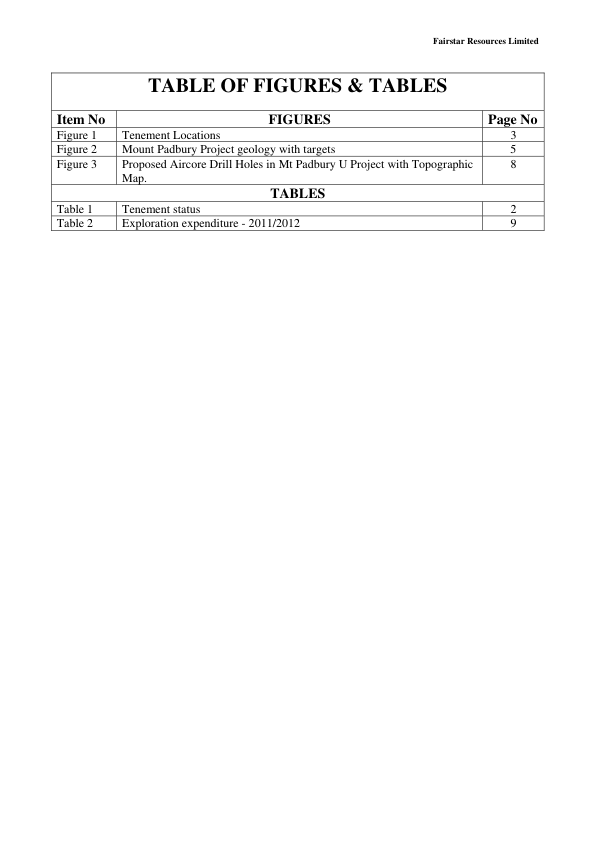 Fairstar Resources Limited
TABLE OF FIGURES & TABLES
Item No FIGURES Page No
Figure 1 Tenement Locations 3
Figure 2 Mount Padbury Project geology with targets 5
Figure 3 Proposed Aircore Drill Holes in Mt Padbury U Project with Topographic 8
Map.
TABLES
Table 1 Tenement status 2
Table 2 Exploration expenditure - 2011/2012 9